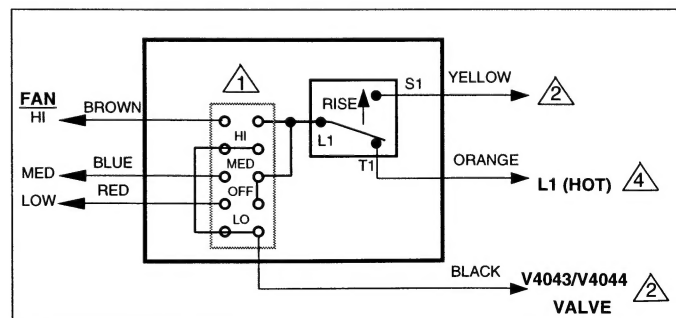 1
RISE
S1
YELLOW
2
FAN
HI
BROWN
HI
L1
T1
ORANGE
L1 (HOT)
4
MED
BLUE
MED
LOW
RED
OFF
LO
BLACK
V4043/V4044
VALVE
2